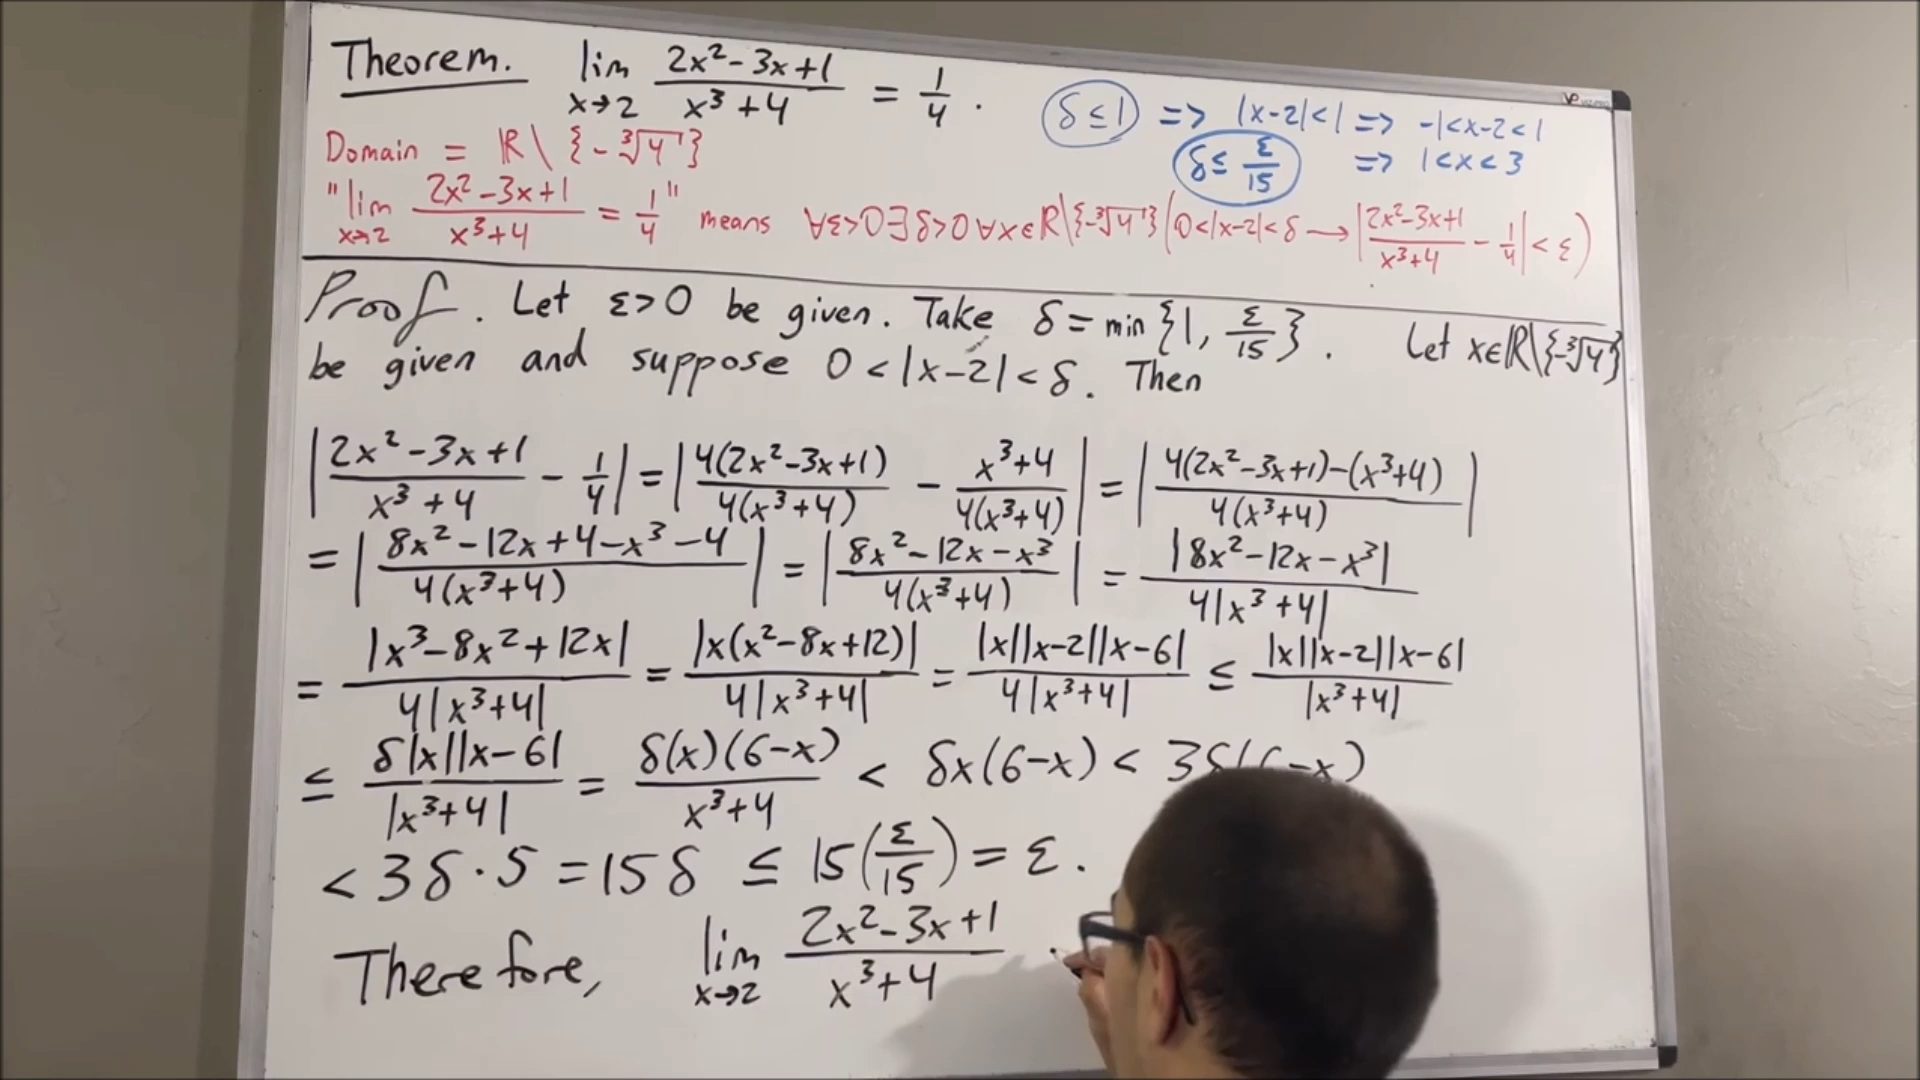 Theorem. lim x→2 (2x² - 3x + 1)/(x³ + 4) = 1/4 .
δ ≤ 1 => |x-2| < 1 => -1 < x-2 < 1
δ ≤ ε/15 => 1 < x < 3
Domain = ℝ \ {-∛4}
"lim x→2 (2x² - 3x + 1)/(x³ + 4) = 1/4" means ∀ε>0 ∃δ>0 ∀x∈ℝ\{-∛4} (0<|x-2|<δ → |(2x²-3x+1)/(x³+4) - 1/4| < ε)
Proof. Let ε>0 be given. Take δ = min {1, ε/15}. Let x∈ℝ\{-∛4}
be given and suppose 0 < |x-2| < δ. Then
|(2x² - 3x + 1)/(x³ + 4) - 1/4| = |4(2x²-3x+1)/(4(x³+4)) - (x³+4)/(4(x³+4))| = |(4(2x²-3x+1)-(x³+4))/(4(x³+4))|
= |(8x² - 12x + 4 - x³ - 4)/(4(x³+4))| = |(8x² - 12x - x³)/(4(x³+4))| = |8x² - 12x - x³|/(4|x³+4|)
= |x³ - 8x² + 12x|/(4|x³+4|) = |x(x² - 8x + 12)|/(4|x³+4|) = |x||x-2||x-6|/(4|x³+4|) ≤ |x||x-2||x-6|/|x³+4|
≤ δ|x||x-6|/|x³+4| = δ(x)(6-x)/(x³+4) < δx(6-x) < 3δ(6-x)
< 3δ·5 = 15δ ≤ 15(ε/15) = ε.
Therefore, lim x→2 (2x² - 3x + 1)/(x³ + 4)